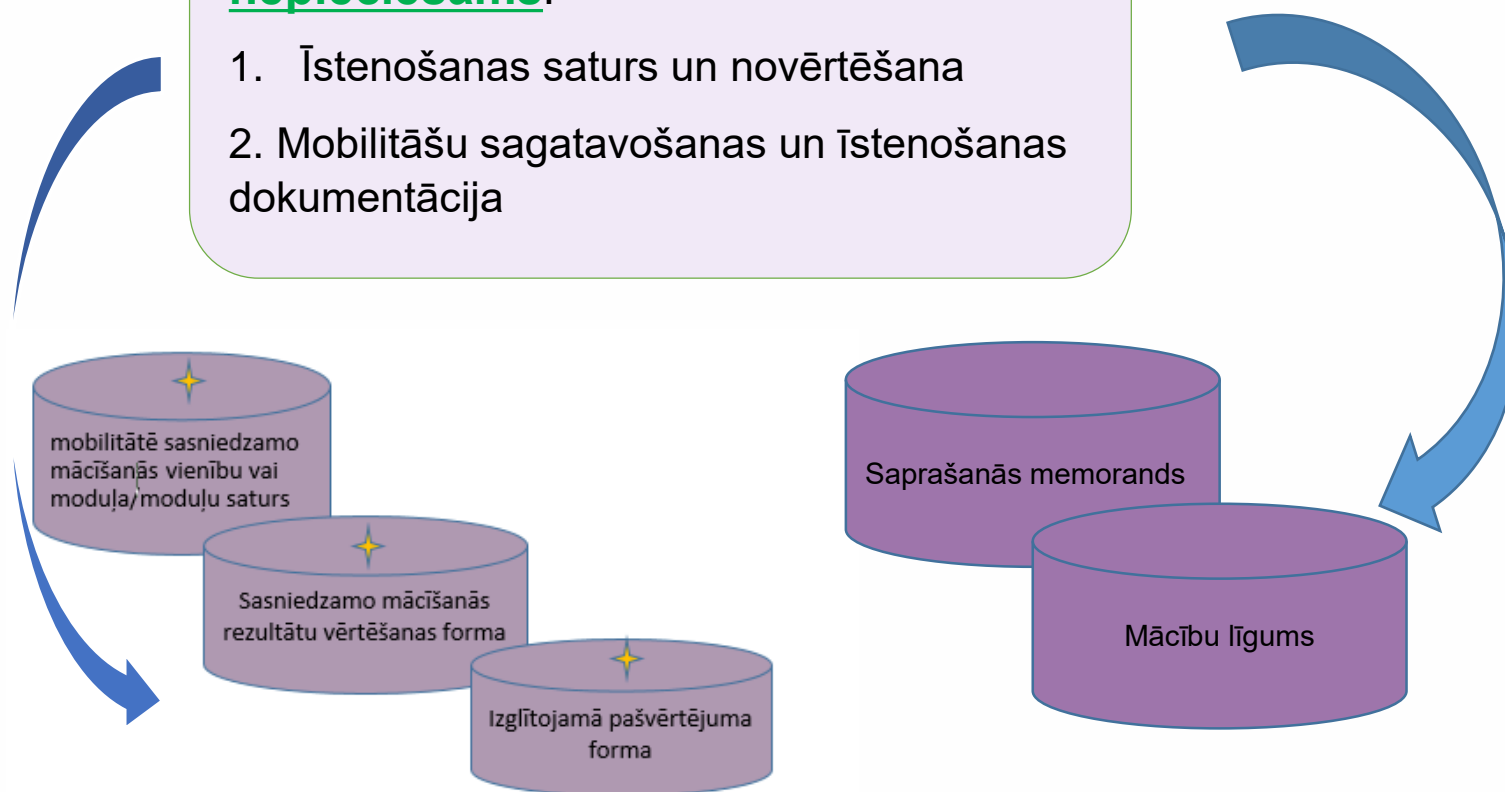 nepieciešams:
1. Īstenošanas saturs un novērtēšana
2. Mobilitāšu sagatavošanas un īstenošanas
dokumentācija
mobilitātē sasniedzamo
mācīšanās vienību vai
moduļa/moduļu saturs
Sasniedzamo mācīšanās
rezultātu vērtēšanas forma
Izglītojamā pašvērtējuma
forma
Saprašanās memorands
Mācību līgums